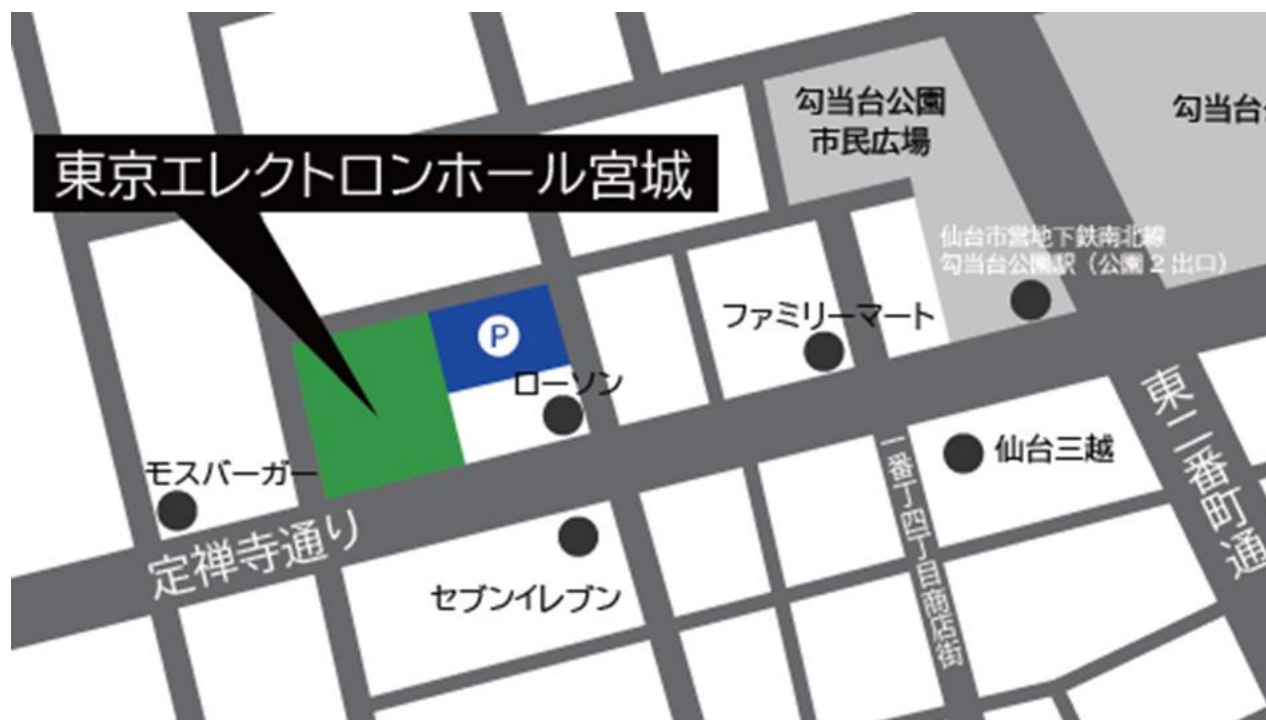 勾当台公園
市民広場
勾当台
東京エレクトロンホール宮城
仙台市営地下鉄南北線
勾当台公園駅(公園2出口)
ファミリーマート
P
ローソン
モスバーガー
定禅寺通り
セブンイレブン
仙台三越
一番丁四丁目商店街
東二番町通